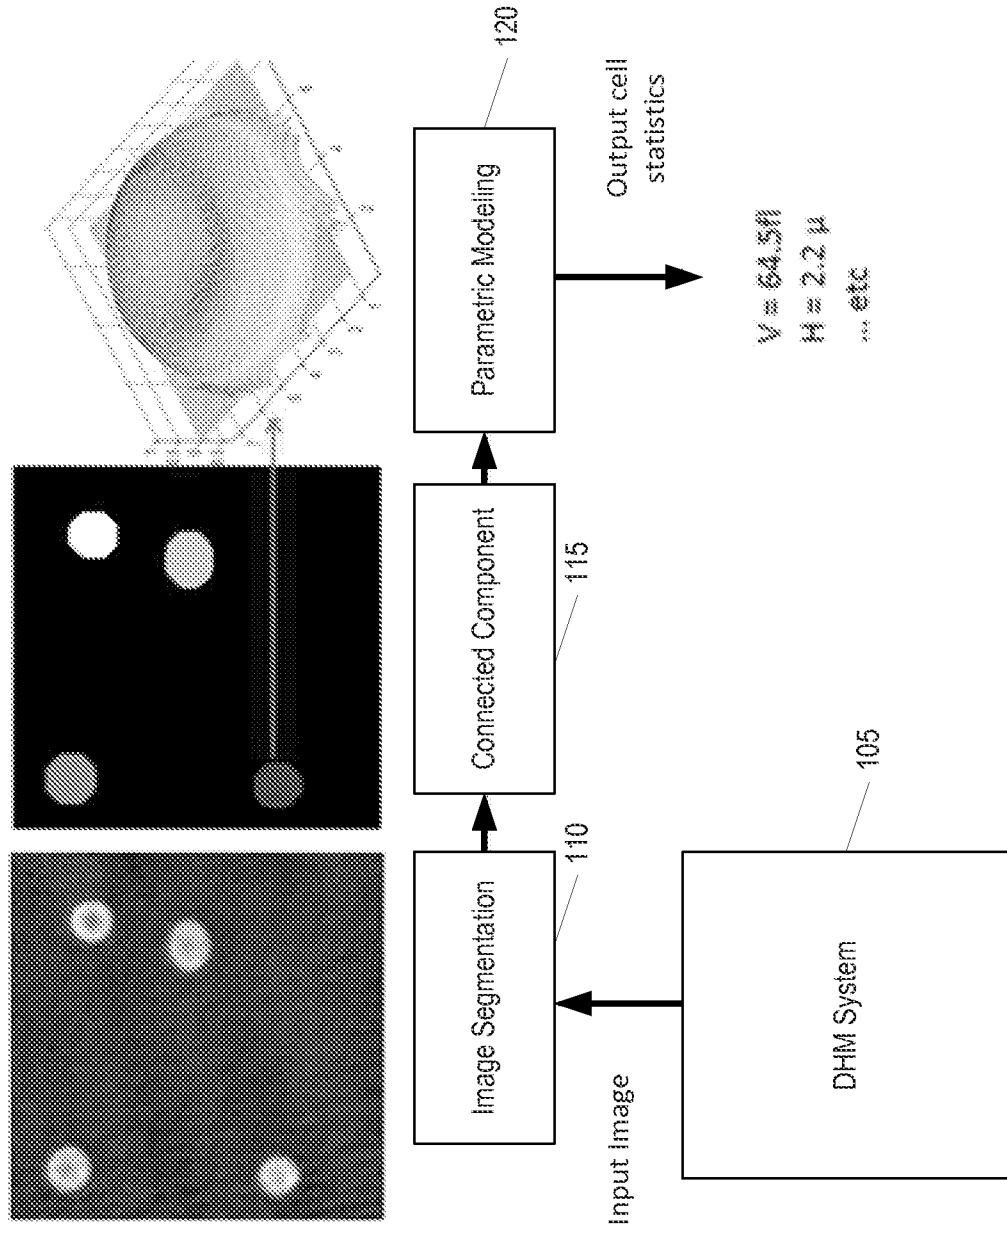 Input Image
DHM System
105
Image Segmentation
110
Connected Component
115
Parametric Modeling
120
Output cell
statistics
V = 64.5fl
H = 2.2 μ
... etc